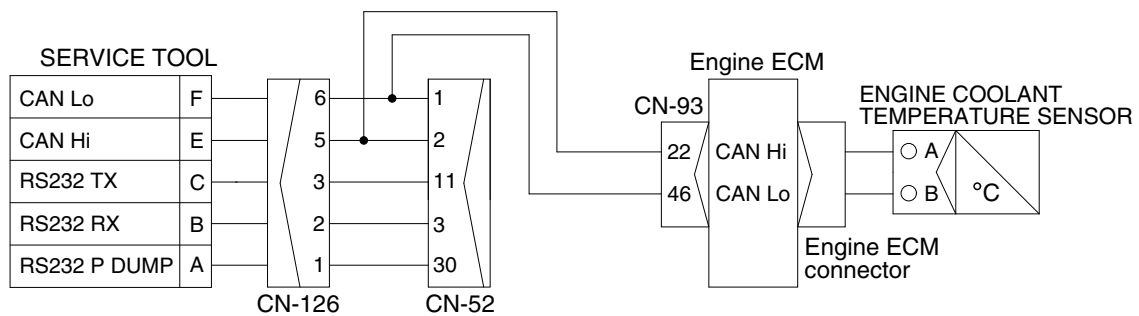 SERVICE TOOL
CAN Lo F
CAN Hi E
RS232 TX C
RS232 RX B
RS232 P DUMP A
6
5
3
2
1
CN-126
1
2
11
3
30
CN-52
Engine ECM
CN-93
22 CAN Hi
46 CAN Lo
Engine ECM
connector
ENGINE COOLANT
TEMPERATURE SENSOR
A
B
°C